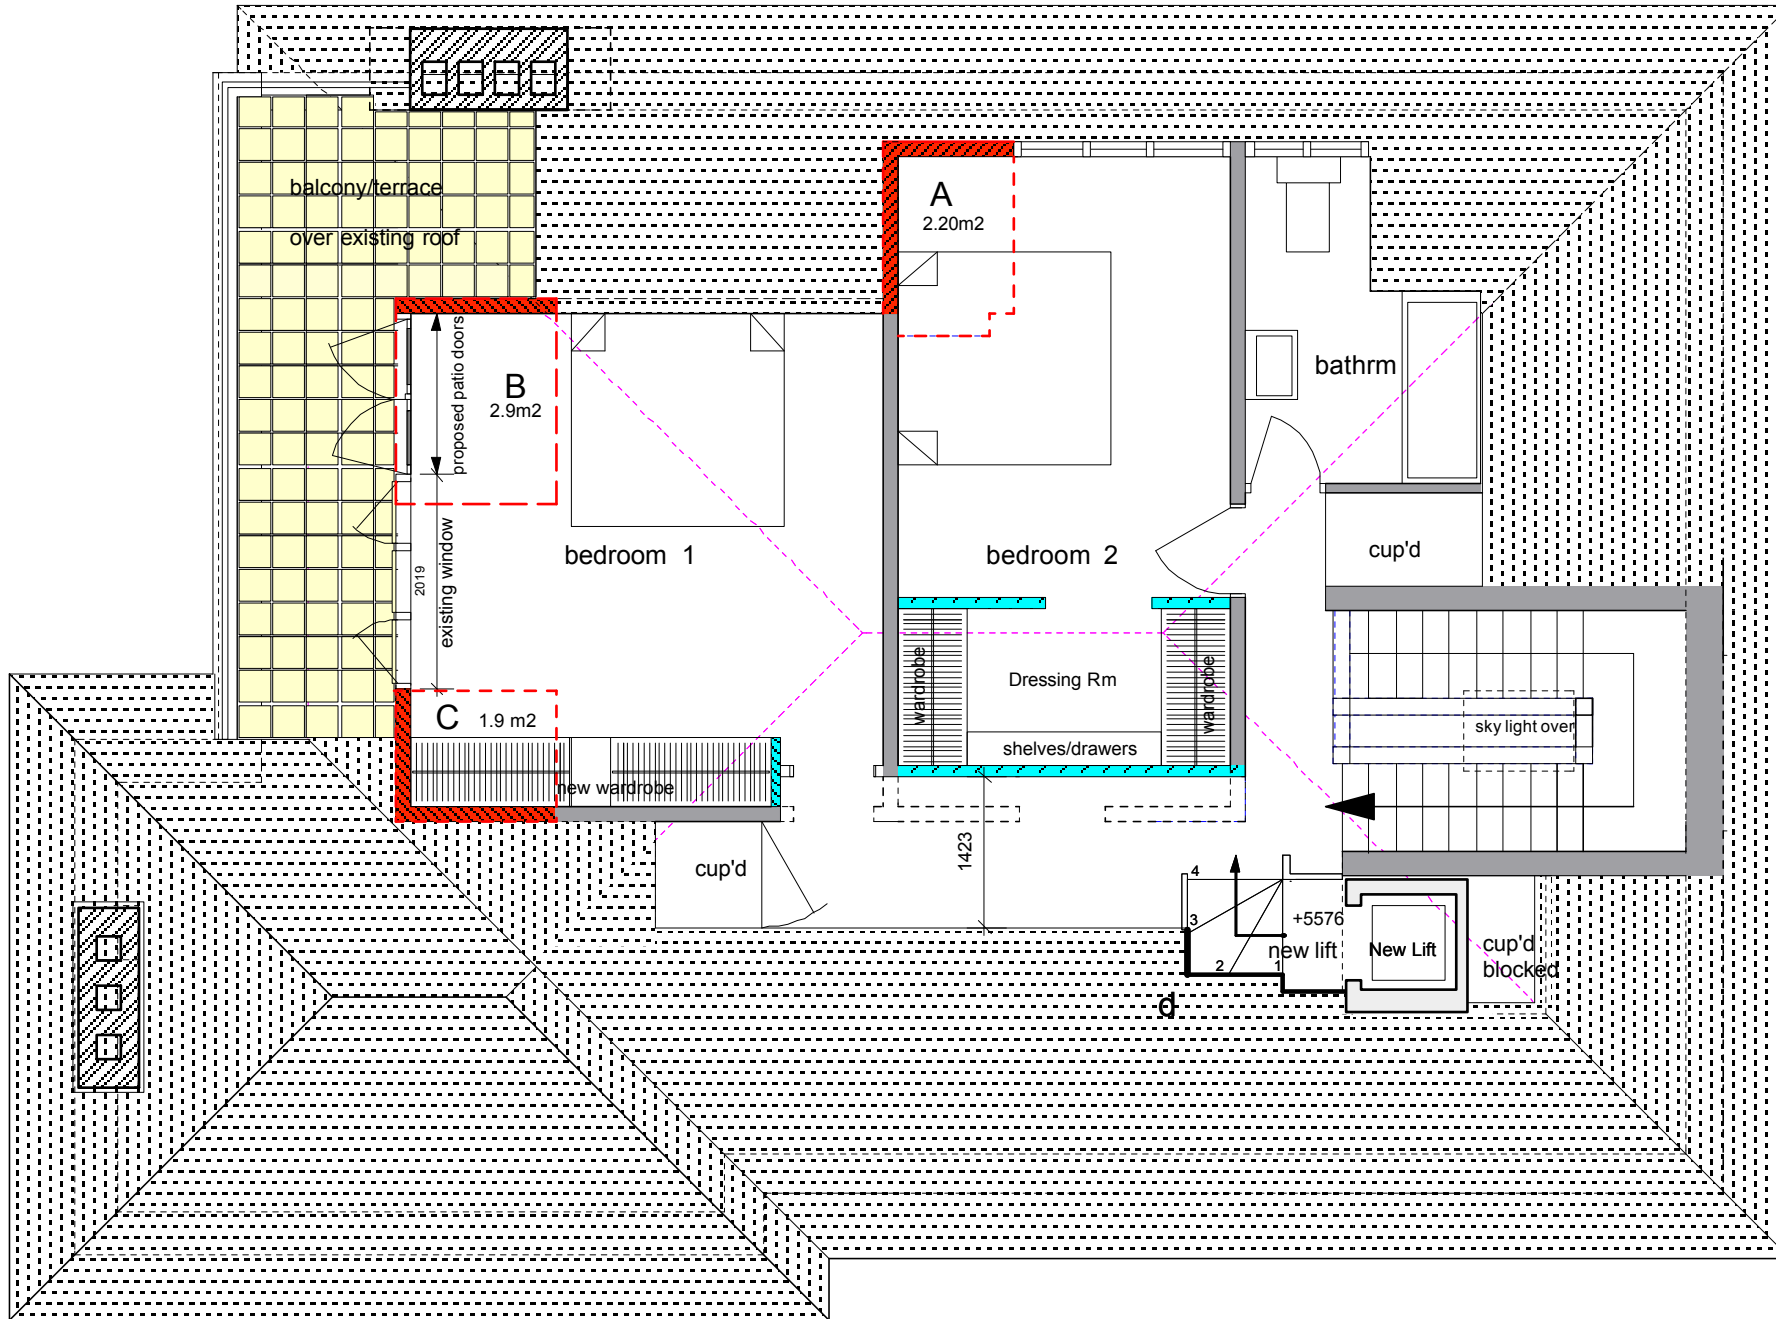 balcony/terrace
over existing roof
A
2.20m2
B
2.9m2
proposed patio doors
bathrm
bedroom 1
bedroom 2
cup'd
2019
existing window
wardrobe
Dressing Rm
wardrobe
shelves/drawers
C 1.9 m2
new wardrobe
sky light over
1423
cup'd
4
3
2
1
+5576
new lift
New Lift
cup'd
blocked
d